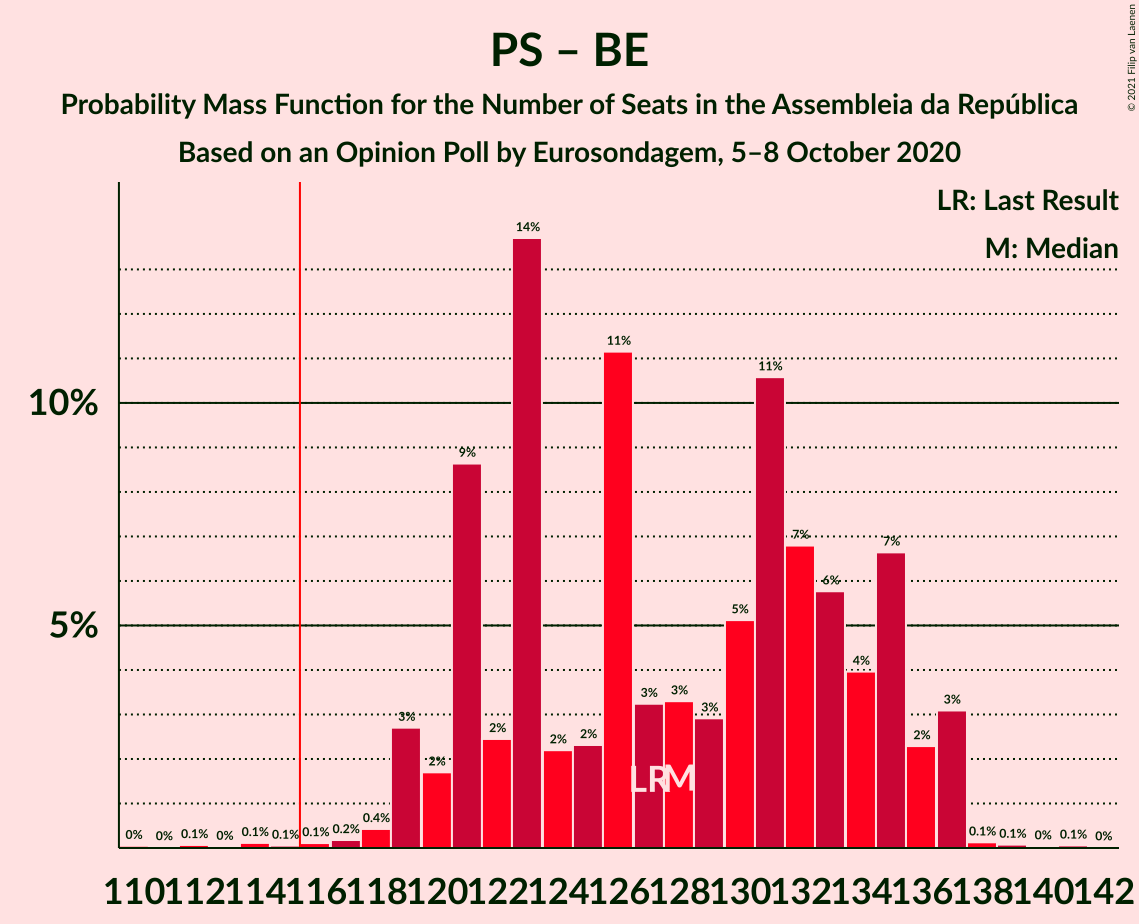 PS – BE
Probability Mass Function for the Number of Seats in the Assembleia da República
Based on an Opinion Poll by Eurosondagem, 5–8 October 2020
© 2021 Filip van Laenen
LR: Last Result
M: Median
10%
5%
0% 0% 0.1% 0% 0.1% 0.1% 0.1% 0.2% 0.4% 3% 2% 9% 2% 14% 2% 2% 11% 3% 3% 3% 5% 11% 7% 6% 4% 7% 2% 3% 0.1% 0.1% 0% 0.1% 0%
LR M
110 112 114 116 118 120 122 124 126 128 130 132 134 136 138 140 142